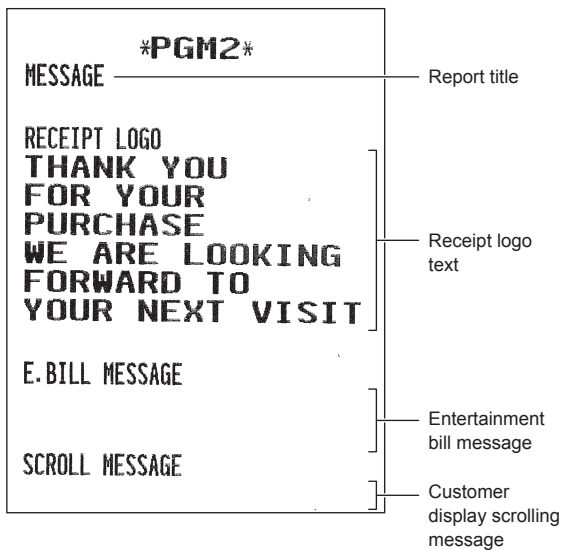 *PGM2*
MESSAGE
Report title
RECEIPT LOGO
THANK YOU
FOR YOUR
PURCHASE
WE ARE LOOKING
FORWARD TO
YOUR NEXT VISIT
Receipt logo
text
E.BILL MESSAGE
Entertainment
bill message
SCROLL MESSAGE
Customer
display scrolling
message